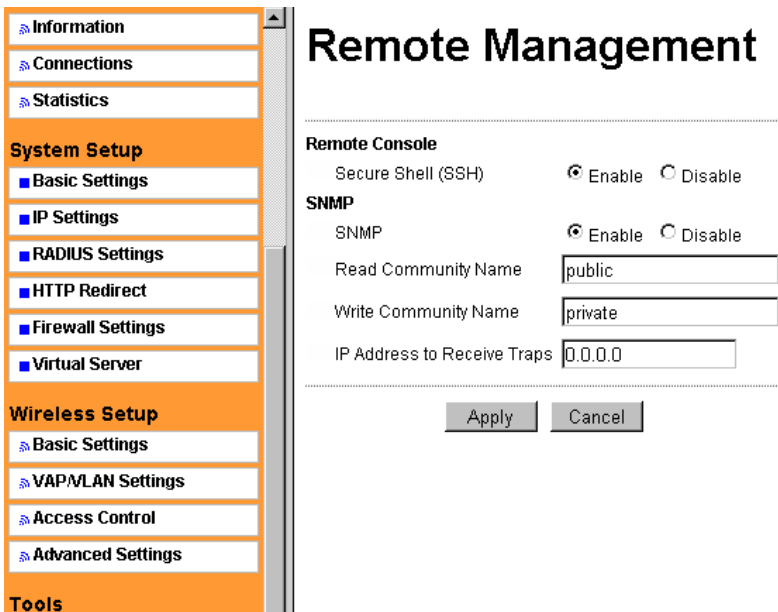 Information
Connections
Statistics
System Setup
Basic Settings
IP Settings
RADIUS Settings
HTTP Redirect
Firewall Settings
Virtual Server
Wireless Setup
Basic Settings
VAP/VLAN Settings
Access Control
Advanced Settings
Tools
Remote Management
Remote Console
Secure Shell (SSH) Enable Disable
SNMP
SNMP Enable Disable
Read Community Name public
Write Community Name private
IP Address to Receive Traps 0.0.0.0
Apply Cancel